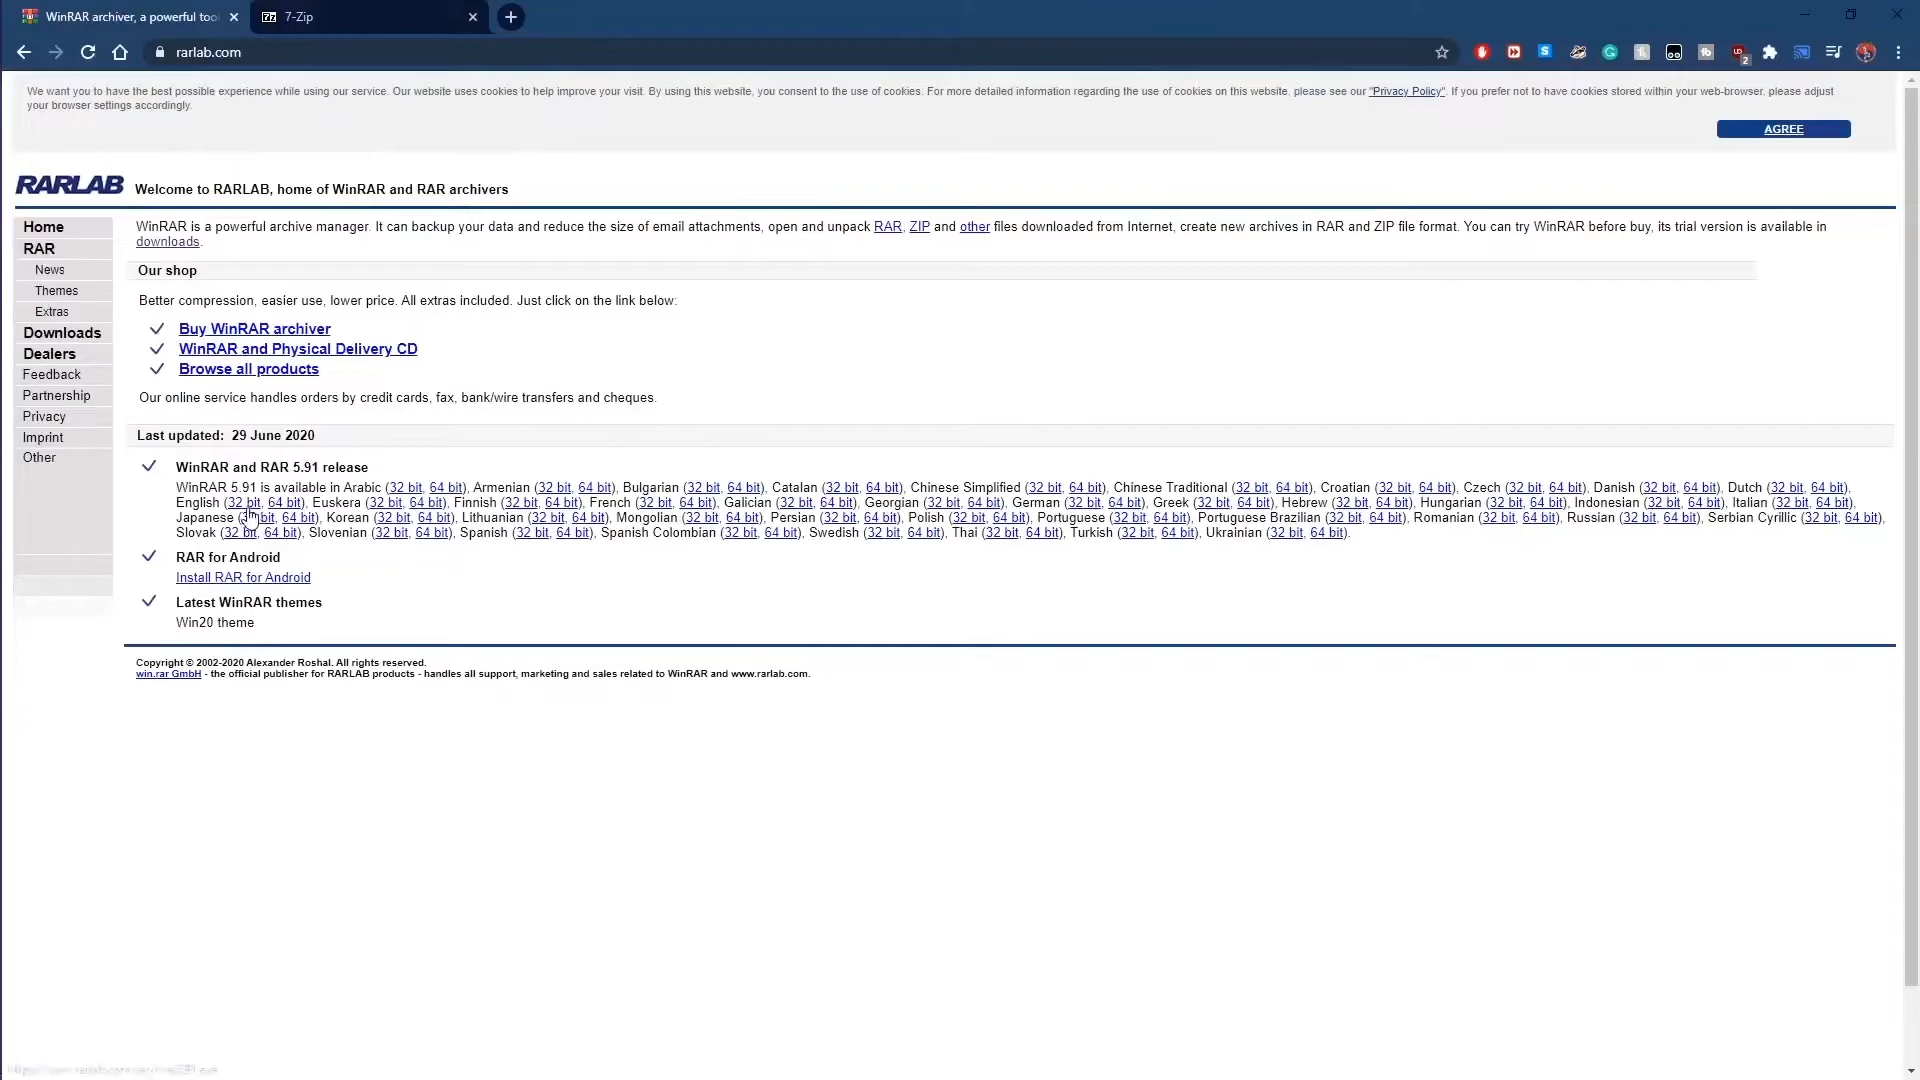 WinRAR archiver, a powerful tool
7-Zip
rarlab.com
We want you to have the best possible experience while using our service. Our website uses cookies to help improve your visit. By using this website, you consent to the use of cookies. For more detailed information regarding the use of cookies on this website, please see our "Privacy Policy". If you prefer not to have cookies stored within your web-browser, please adjust
your browser settings accordingly.
AGREE
RARLAB
Welcome to RARLAB, home of WinRAR and RAR archivers
Home
RAR
News
Themes
Extras
Downloads
Dealers
Feedback
Partnership
Privacy
Imprint
Other
WinRAR is a powerful archive manager. It can backup your data and reduce the size of email attachments, open and unpack RAR, ZIP and other files downloaded from Internet, create new archives in RAR and ZIP file format. You can try WinRAR before buy, its trial version is available in
downloads.
Our shop
Better compression, easier use, lower price. All extras included. Just click on the link below:
Buy WinRAR archiver
WinRAR and Physical Delivery CD
Browse all products
Our online service handles orders by credit cards, fax, bank/wire transfers and cheques.
Last updated: 29 June 2020
WinRAR and RAR 5.91 release
WinRAR 5.91 is available in Arabic (32 bit, 64 bit), Armenian (32 bit, 64 bit), Bulgarian (32 bit, 64 bit), Catalan (32 bit, 64 bit), Chinese Simplified (32 bit, 64 bit), Chinese Traditional (32 bit, 64 bit), Croatian (32 bit, 64 bit), Czech (32 bit, 64 bit), Danish (32 bit, 64 bit), Dutch (32 bit, 64 bit),
English (32 bit, 64 bit), Euskera (32 bit, 64 bit), Finnish (32 bit, 64 bit), French (32 bit, 64 bit), Galician (32 bit, 64 bit), Georgian (32 bit, 64 bit), German (32 bit, 64 bit), Greek (32 bit, 64 bit), Hebrew (32 bit, 64 bit), Hungarian (32 bit, 64 bit), Indonesian (32 bit, 64 bit), Italian (32 bit, 64 bit),
Japanese (32 bit, 64 bit), Korean (32 bit, 64 bit), Lithuanian (32 bit, 64 bit), Mongolian (32 bit, 64 bit), Persian (32 bit, 64 bit), Polish (32 bit, 64 bit), Portuguese (32 bit, 64 bit), Portuguese Brazilian (32 bit, 64 bit), Romanian (32 bit, 64 bit), Russian (32 bit, 64 bit), Serbian Cyrillic (32 bit, 64 bit),
Slovak (32 bit, 64 bit), Slovenian (32 bit, 64 bit), Spanish (32 bit, 64 bit), Spanish Colombian (32 bit, 64 bit), Swedish (32 bit, 64 bit), Thai (32 bit, 64 bit), Turkish (32 bit, 64 bit), Ukrainian (32 bit, 64 bit).
RAR for Android
Install RAR for Android
Latest WinRAR themes
Win20 theme
Copyright © 2002-2020 Alexander Roshal. All rights reserved.
win.rar GmbH - the official publisher for RARLAB products - handles all support, marketing and sales related to WinRAR and www.rarlab.com.